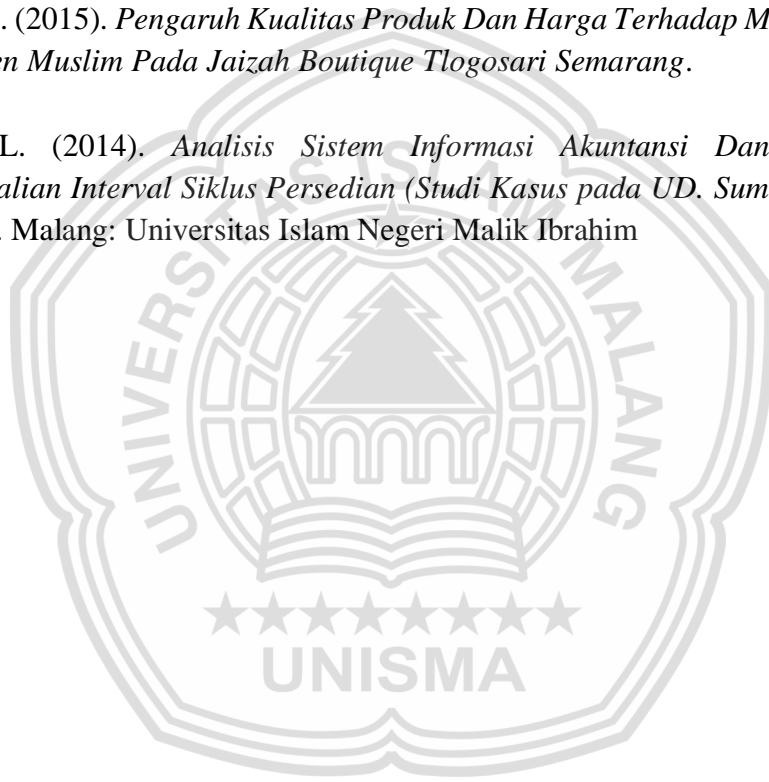 . (2015). Pengaruh Kualitas Produk Dan Harga Terhadap M
en Muslim Pada Jaizah Boutique Tlogosari Semarang.
L. (2014). Analisis Sistem Informasi Akuntansi Dan
alian Interval Siklus Persedian (Studi Kasus pada UD. Sum
. Malang: Universitas Islam Negeri Malik Ibrahim
UNIVERSITAS ISLAM MALANG
UNISMA